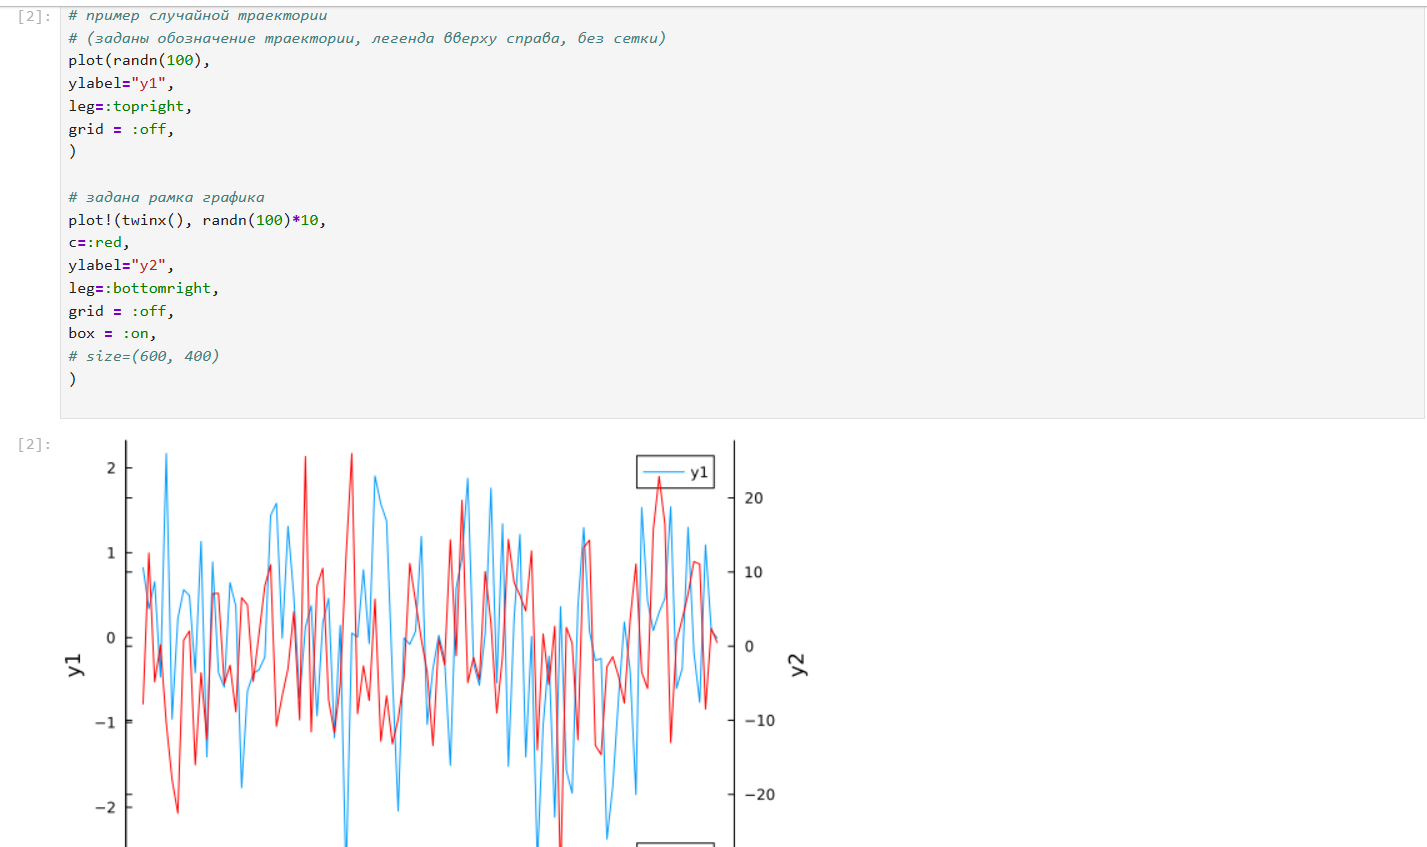 [2]:
# пример случайной траектории
# (заданы обозначение траектории, легенда вверху справа, без сетки)
plot(randn(100),
ylabel="y1",
leg=:topright,
grid = :off,
)
# задана рамка графика
plot!(twinx(), randn(100)*10,
c=:red,
ylabel="y2",
leg=:bottomright,
grid = :off,
box = :on,
# size=(600, 400)
)
[2]:
y1
2
1
0
−1
−2
y1
20
10
0
−10
−20
y2